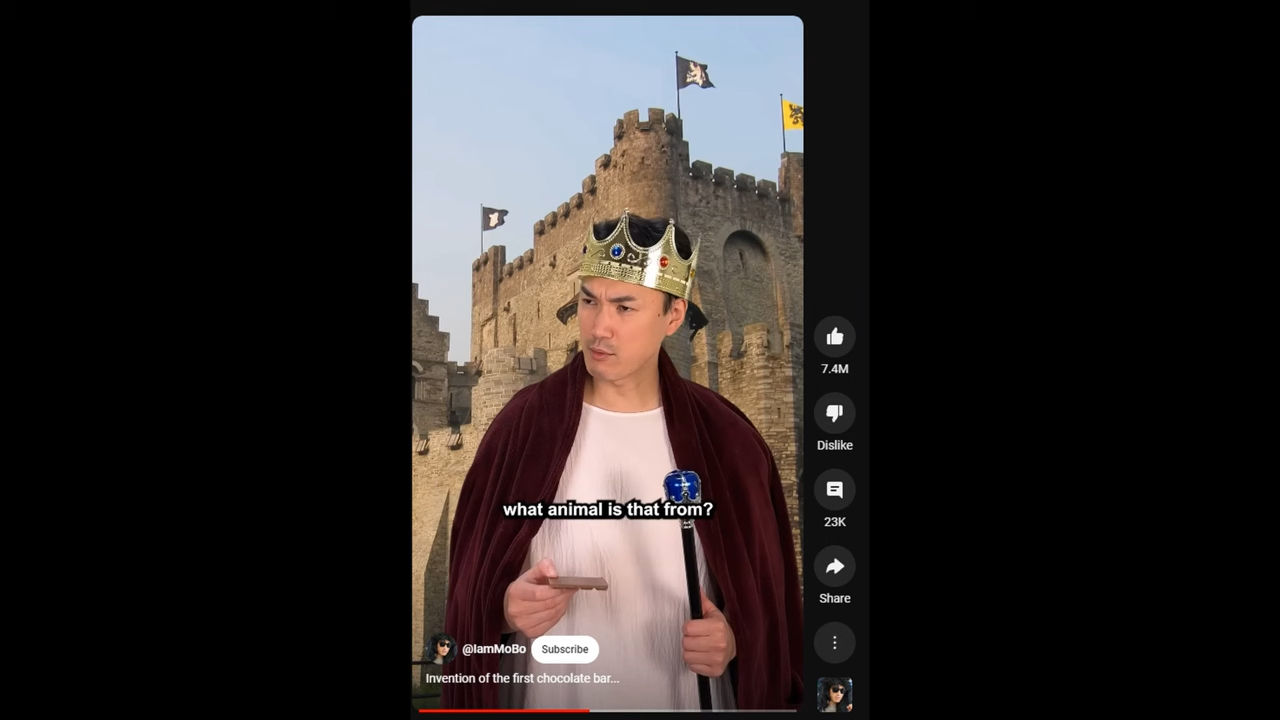 7.4M
Dislike
what animal is that from?
23K
Share
@IamMoBo Subscribe
Invention of the first chocolate bar...